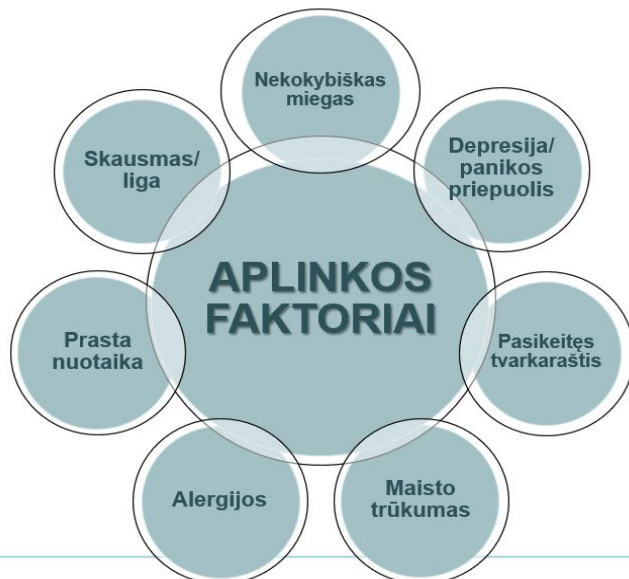 Nekokybiškas
miegas
Depresija/
panikos
priepuolis
Skausmas/
liga
APLINKOS
FAKTORIAI
Prasta
nuotaika
Pasikeitęs
tvarkaraštis
Alergijos
Maisto
trūkumas